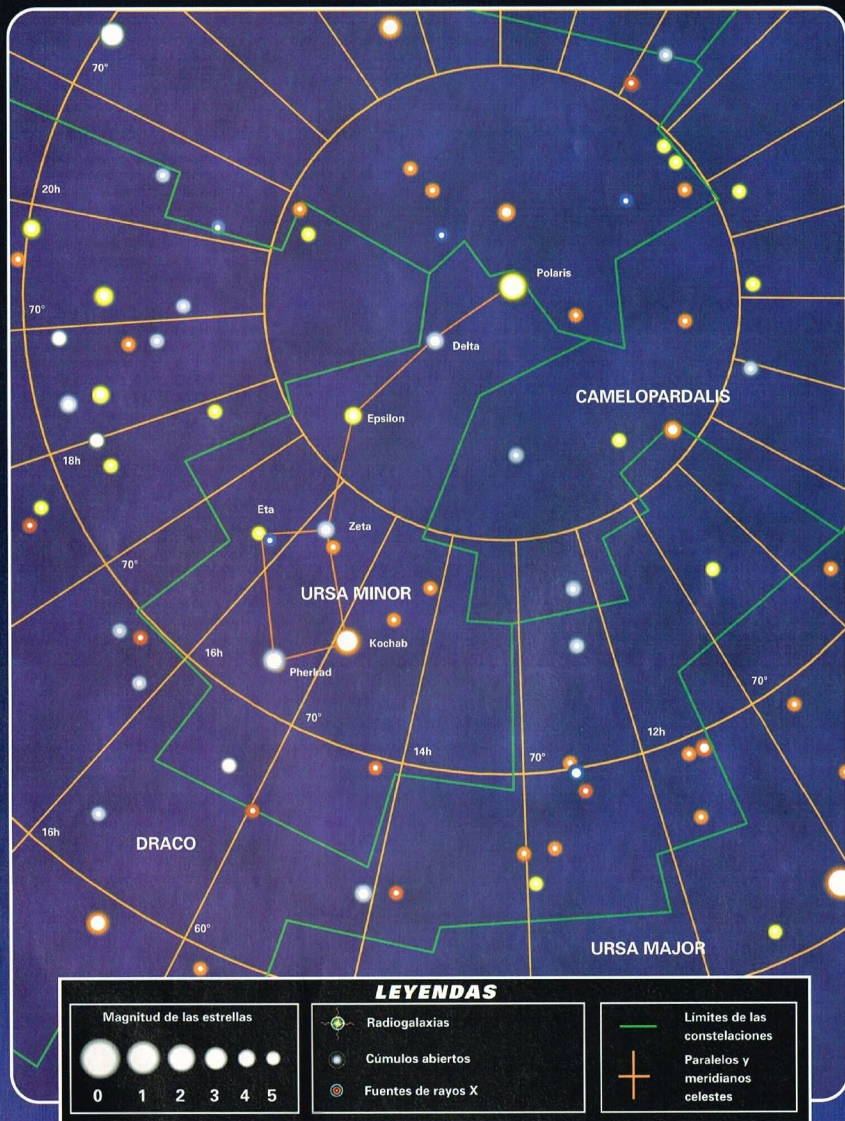 70°
20h
Polaris
70°
Delta
CAMELOPARDALIS
Epsilon
18h
Eta
Zeta
70°
URSA MINOR
Kochab
16h
Pherkad
70°
70°
12h
14h
70°
16h
DRACO
60°
URSA MAJOR
LEYENDAS
Magnitud de las estrellas
0 1 2 3 4 5
Radiogalaxias
Cúmulos abiertos
Fuentes de rayos X
Límites de las
constelaciones
Paralelos y
meridianos
celestes